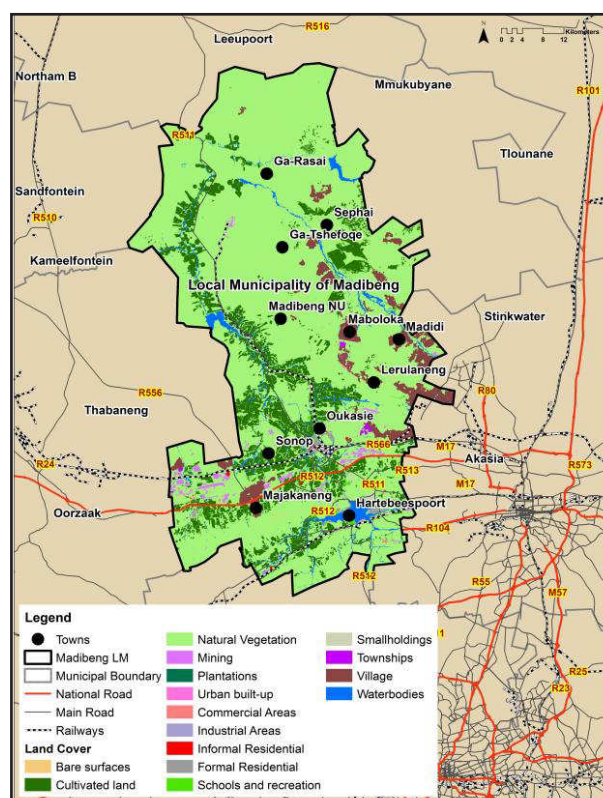 R516
Leeupoort
N
Kilometers
0 2 4 8 12
Northam B
Mmukubyane
R101
R511
Tlounane
Ga-Rasai
Sandfontein
Sephai
R510
Ga-Tshefoqe
Kameelfontein
Local Municipality of Madibeng
Madibeng NU
Maboloka
Stinkwater
Madidi
R556
Lerulaneng
R80
Thabaneng
Oukasie
R566
M17
Akasia
Sonop
R24
R512
R513
R573
R511
M17
Majakaneng
Hartebeespoort
Oorzaak
R512
R104
R512
R55
M57
R25
R23
Legend
Towns
Madibeng LM
Municipal Boundary
National Road
Main Road
Railways
Land Cover
Bare surfaces
Cultivated land
Natural Vegetation
Mining
Plantations
Urban built-up
Commercial Areas
Industrial Areas
Informal Residential
Formal Residential
Schools and recreation
Smallholdings
Townships
Village
Waterbodies